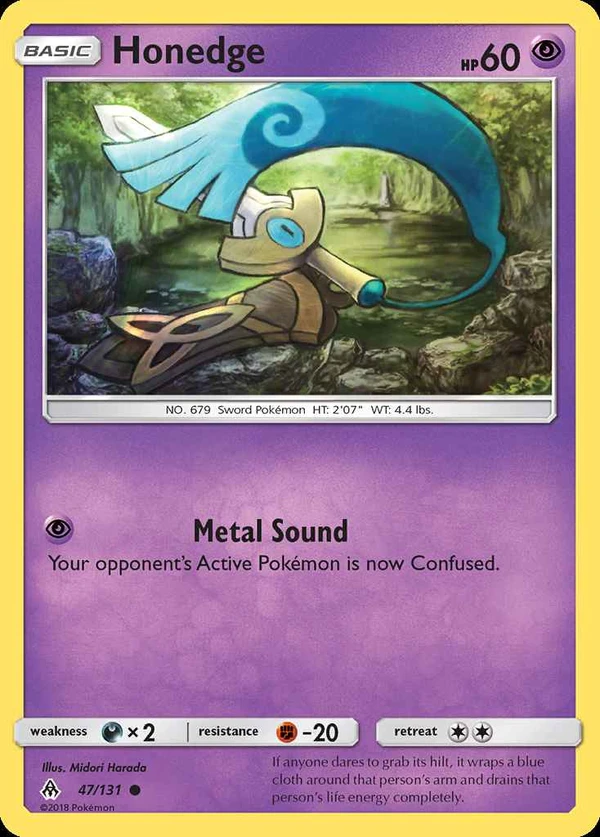 BASIC Honedge HP60
NO. 679 Sword Pokémon HT: 2'07" WT: 4.4 lbs.
Metal Sound
Your opponent's Active Pokémon is now Confused.
weakness ×2 resistance -20 retreat
Illus. Midori Harada
47/131
©2018 Pokémon
If anyone dares to grab its hilt, it wraps a blue
cloth around that person's arm and drains that
person's life energy completely.